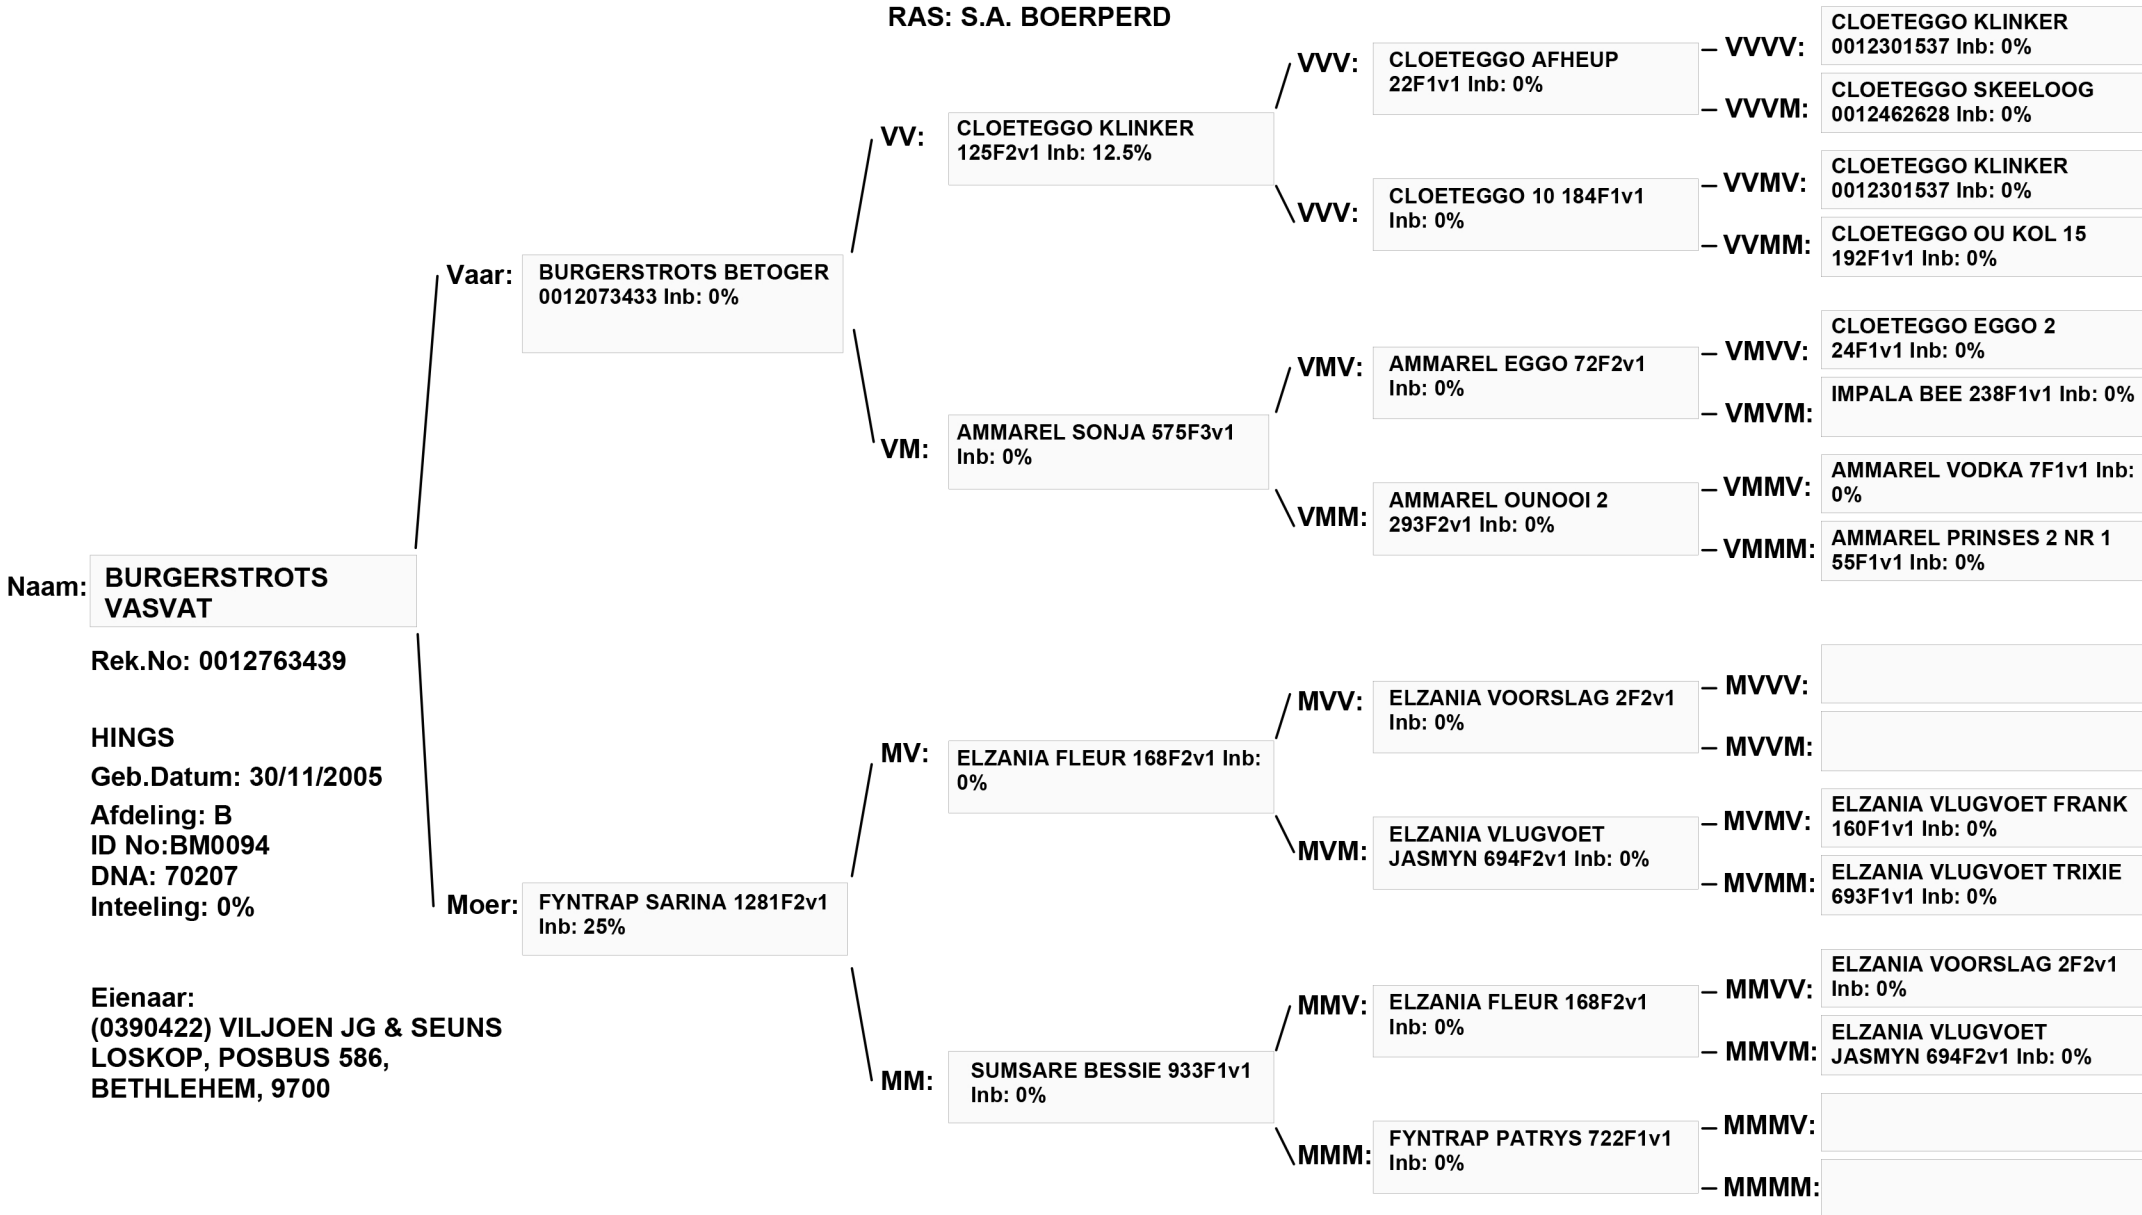 RAS: S.A. BOERPERD
Naam:
BURGERSTROTS
VASVAT
Rek.No: 0012763439
HINGS
Geb.Datum: 30/11/2005
Afdeling: B
ID No:BM0094
DNA: 70207
Inteeling: 0%
Eienaar:
(0390422) VILJOEN JG & SEUNS
LOSKOP, POSBUS 586,
BETHLEHEM, 9700
Vaar:
BURGERSTROTS BETOGER
0012073433 Inb: 0%
Moer:
FYNTRAP SARINA 1281F2v1
Inb: 25%
VV:
CLOETEGGO KLINKER
125F2v1 Inb: 12.5%
VM:
AMMAREL SONJA 575F3v1
Inb: 0%
MV:
ELZANIA FLEUR 168F2v1 Inb:
0%
MM:
SUMSARE BESSIE 933F1v1
Inb: 0%
VVV:
CLOETEGGO AFHEUP
22F1v1 Inb: 0%
VVV:
CLOETEGGO 10 184F1v1
Inb: 0%
VMV:
AMMAREL EGGO 72F2v1
Inb: 0%
VMM:
AMMAREL OUNOOI 2
293F2v1 Inb: 0%
MVV:
ELZANIA VOORSLAG 2F2v1
Inb: 0%
MVM:
ELZANIA VLUGVOET
JASMYN 694F2v1 Inb: 0%
MMV:
ELZANIA FLEUR 168F2v1
Inb: 0%
MMM:
FYNTRAP PATRYS 722F1v1
Inb: 0%
VVVV:
CLOETEGGO KLINKER
0012301537 Inb: 0%
VVVM:
CLOETEGGO SKEELOOG
0012462628 Inb: 0%
VVMV:
CLOETEGGO KLINKER
0012301537 Inb: 0%
VVMM:
CLOETEGGO OU KOL 15
192F1v1 Inb: 0%
VMVV:
CLOETEGGO EGGO 2
24F1v1 Inb: 0%
VMVM:
IMPALA BEE 238F1v1 Inb: 0%
VMMV:
AMMAREL VODKA 7F1v1 Inb:
0%
VMMM:
AMMAREL PRINSES 2 NR 1
55F1v1 Inb: 0%
MVVV:
MVVM:
MVMV:
ELZANIA VLUGVOET FRANK
160F1v1 Inb: 0%
MVMM:
ELZANIA VLUGVOET TRIXIE
693F1v1 Inb: 0%
MMVV:
ELZANIA VOORSLAG 2F2v1
Inb: 0%
MMVM:
ELZANIA VLUGVOET
JASMYN 694F2v1 Inb: 0%
MMMV:
MMMM: